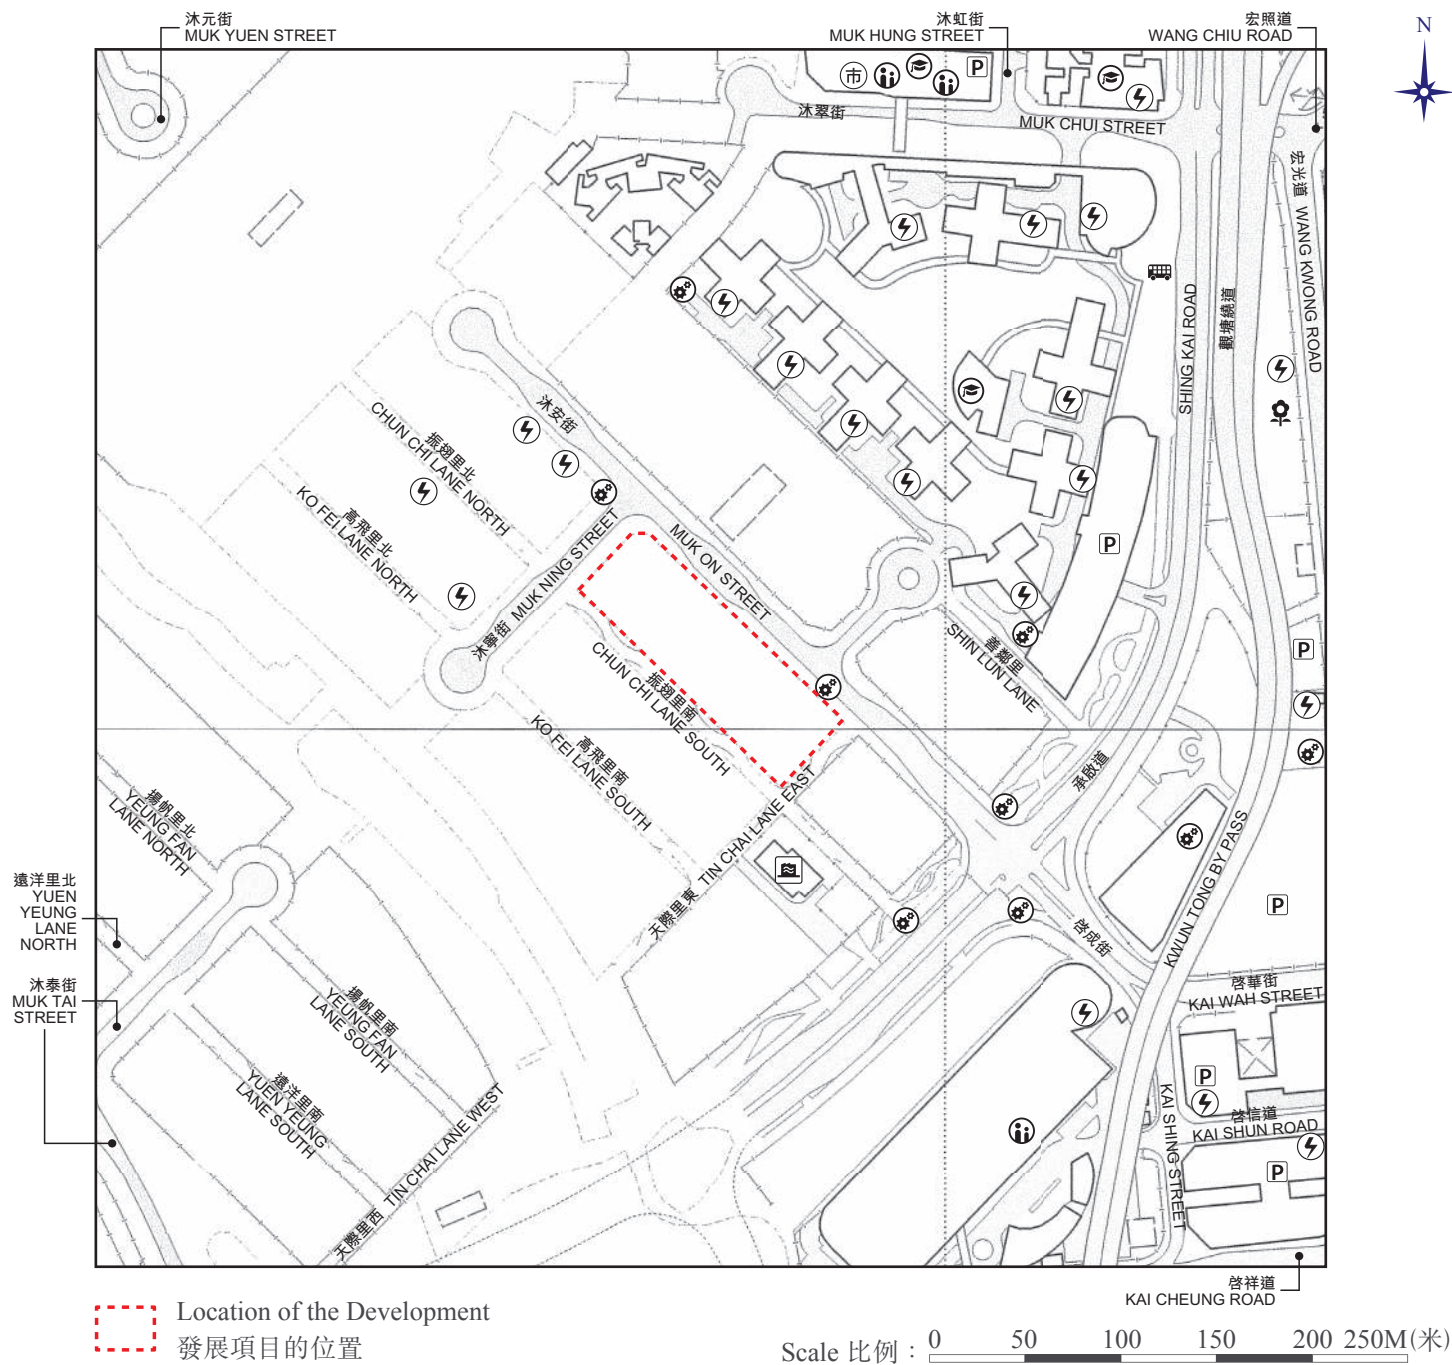 沐元街
MUK YUEN STREET
沐虹街
MUK HUNG STREET
宏照道
WANG CHIU ROAD
N
市
P
沐翠街
MUK CHUI STREET
宏光道 WANG KWONG ROAD
SHING KAI ROAD
觀塘繞道
沐安街
振翅里北
CHUN CHI LANE NORTH
高飛里北
KO FEI LANE NORTH
沐寧街 MUK NING STREET
MUK ON STREET
P
善鄰里
SHIN LUN LANE
P
振翅里南
CHUN CHI LANE SOUTH
高飛里南
KO FEI LANE SOUTH
承啟道
天際里東 TIN CHAI LANE EAST
揚帆里北
YEUNG FAN
LANE NORTH
KWUN TONG BY PASS
遠洋里北
YUEN
YEUNG
LANE
NORTH
P
啓成街
沐泰街
MUK TAI
STREET
揚帆里南
YEUNG FAN
LANE SOUTH
啓華街
KAI WAH STREET
遠洋里南
YUEN YEUNG
LANE SOUTH
P
天際里西 TIN CHAI LANE WEST
KAI SHING STREET
啓信道
KAI SHUN ROAD
P
啓祥道
KAI CHEUNG ROAD
Location of the Development
發展項目的位置
Scale 比例：
0 50 100 150 200 250M(米)